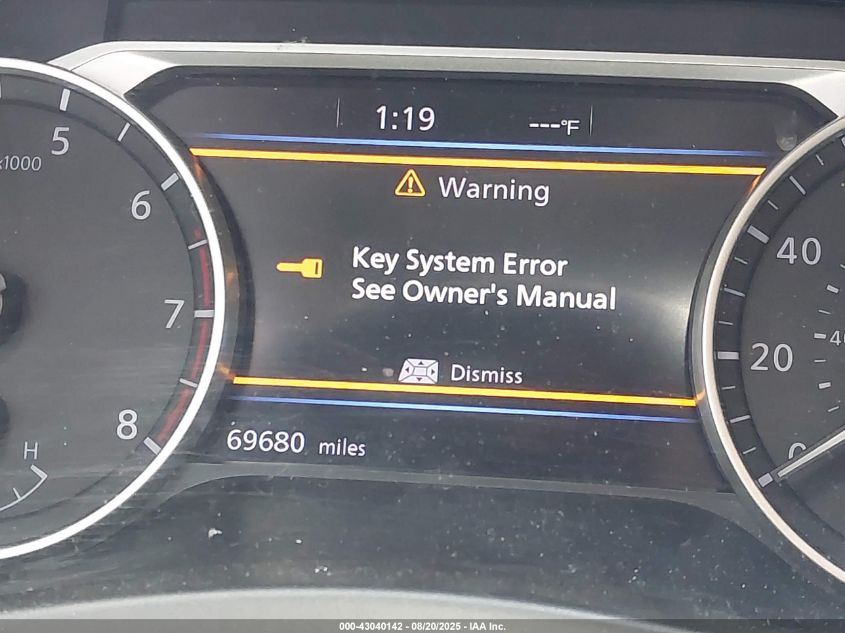 1:19 ---°F
5
x1000
Warning
6
40
Key System Error
See Owner's Manual
7
20
Dismiss
8
69680 miles
H
0
000-43040142 - 08/20/2025 - IAA Inc.